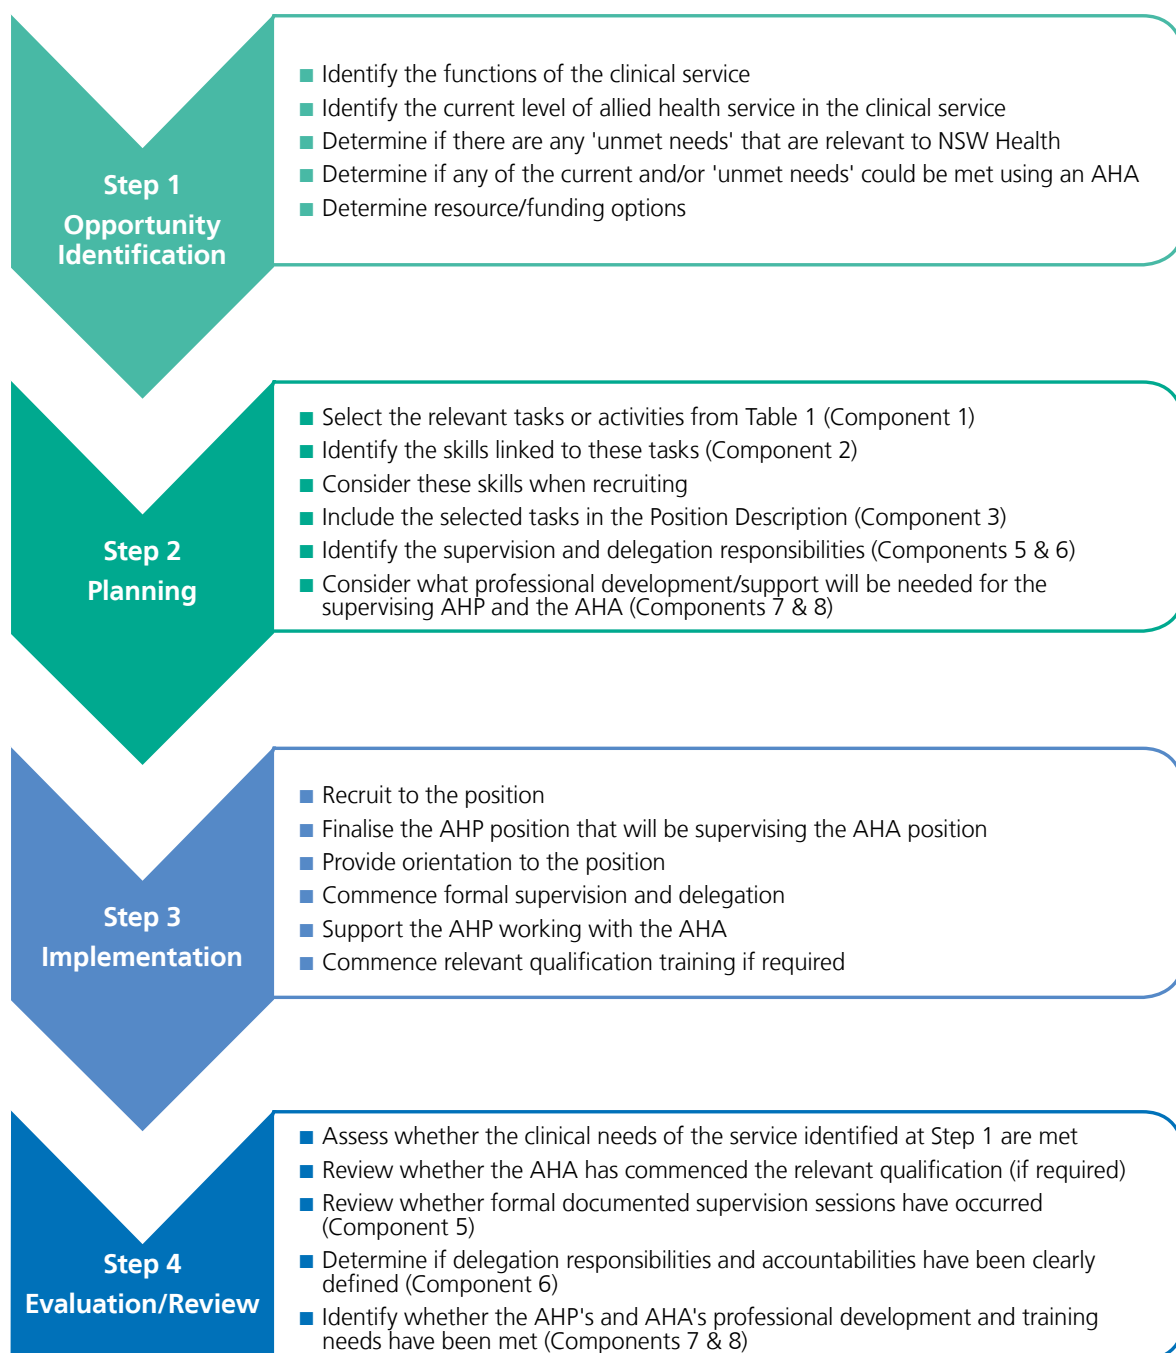 Step 1
Opportunity
Identification
■ Identify the functions of the clinical service
■ Identify the current level of allied health service in the clinical service
■ Determine if there are any 'unmet needs' that are relevant to NSW Health
■ Determine if any of the current and/or 'unmet needs' could be met using an AHA
■ Determine resource/funding options
Step 2
Planning
■ Select the relevant tasks or activities from Table 1 (Component 1)
■ Identify the skills linked to these tasks (Component 2)
■ Consider these skills when recruiting
■ Include the selected tasks in the Position Description (Component 3)
■ Identify the supervision and delegation responsibilities (Components 5 & 6)
■ Consider what professional development/support will be needed for the
supervising AHP and the AHA (Components 7 & 8)
Step 3
Implementation
■ Recruit to the position
■ Finalise the AHP position that will be supervising the AHA position
■ Provide orientation to the position
■ Commence formal supervision and delegation
■ Support the AHP working with the AHA
■ Commence relevant qualification training if required
Step 4
Evaluation/Review
■ Assess whether the clinical needs of the service identified at Step 1 are met
■ Review whether the AHA has commenced the relevant qualification (if required)
■ Review whether formal documented supervision sessions have occurred
(Component 5)
■ Determine if delegation responsibilities and accountabilities have been clearly
defined (Component 6)
■ Identify whether the AHP's and AHA's professional development and training
needs have been met (Components 7 & 8)